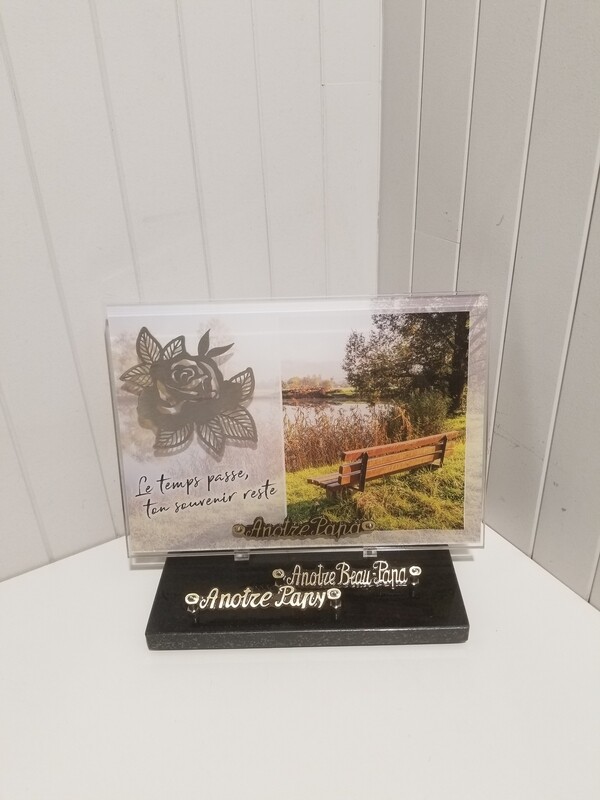 Le temps passe,
ton souvenir reste
A notre Papa
A notre Beau-Papa
A notre Papy